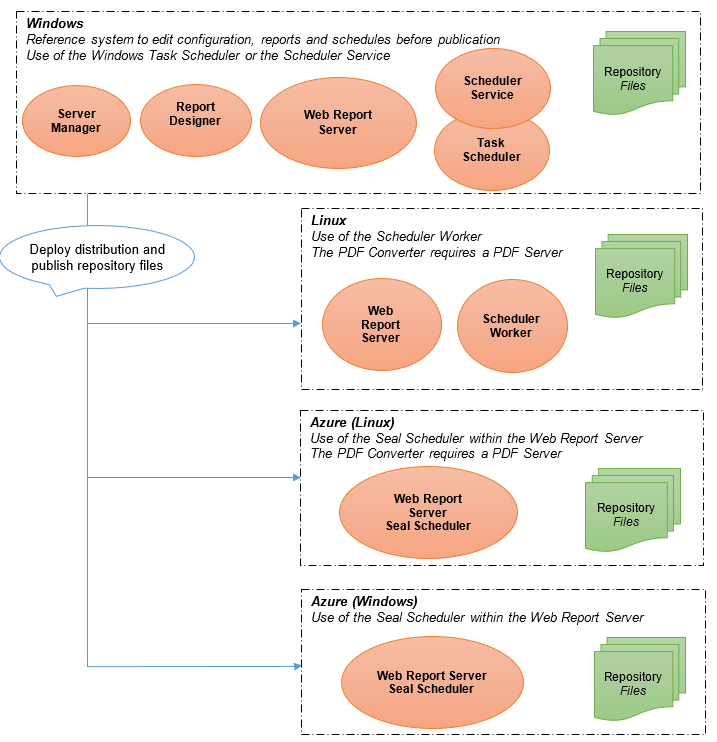 Windows
Reference system to edit configuration, reports and schedules before publication
Use of the Windows Task Scheduler or the Scheduler Service
Server
Manager
Report
Designer
Web Report
Server
Scheduler
Service
Task
Scheduler
Repository
Files
Deploy distribution and
publish repository files
Linux
Use of the Scheduler Worker
The PDF Converter requires a PDF Server
Web
Report
Server
Scheduler
Worker
Repository
Files
Azure (Linux)
Use of the Seal Scheduler within the Web Report Server
The PDF Converter requires a PDF Server
Web Report
Server
Seal Scheduler
Repository
Files
Azure (Windows)
Use of the Seal Scheduler within the Web Report Server
Web Report Server
Seal Scheduler
Repository
Files